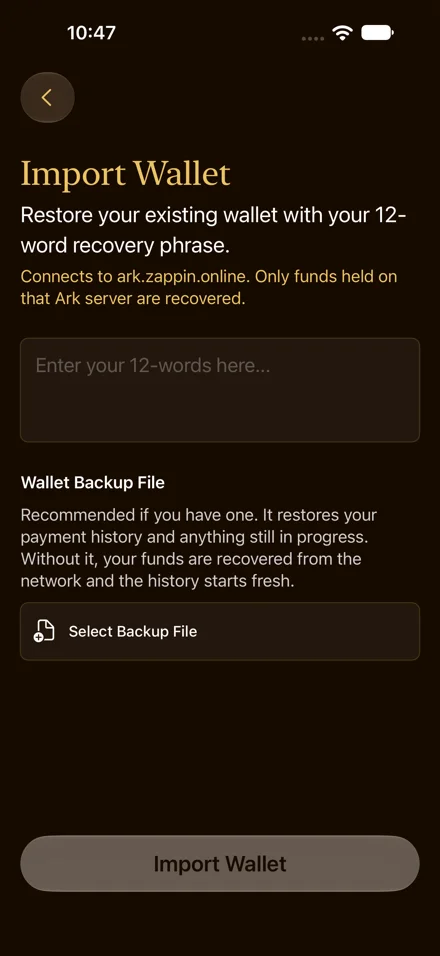 10:47
Import Wallet
Restore your existing wallet with your 12-
word recovery phrase.
Connects to ark.zappin.online. Only funds held on
that Ark server are recovered.
Enter your 12-words here...
Wallet Backup File
Recommended if you have one. It restores your
payment history and anything still in progress.
Without it, your funds are recovered from the
network and the history starts fresh.
Select Backup File
Import Wallet